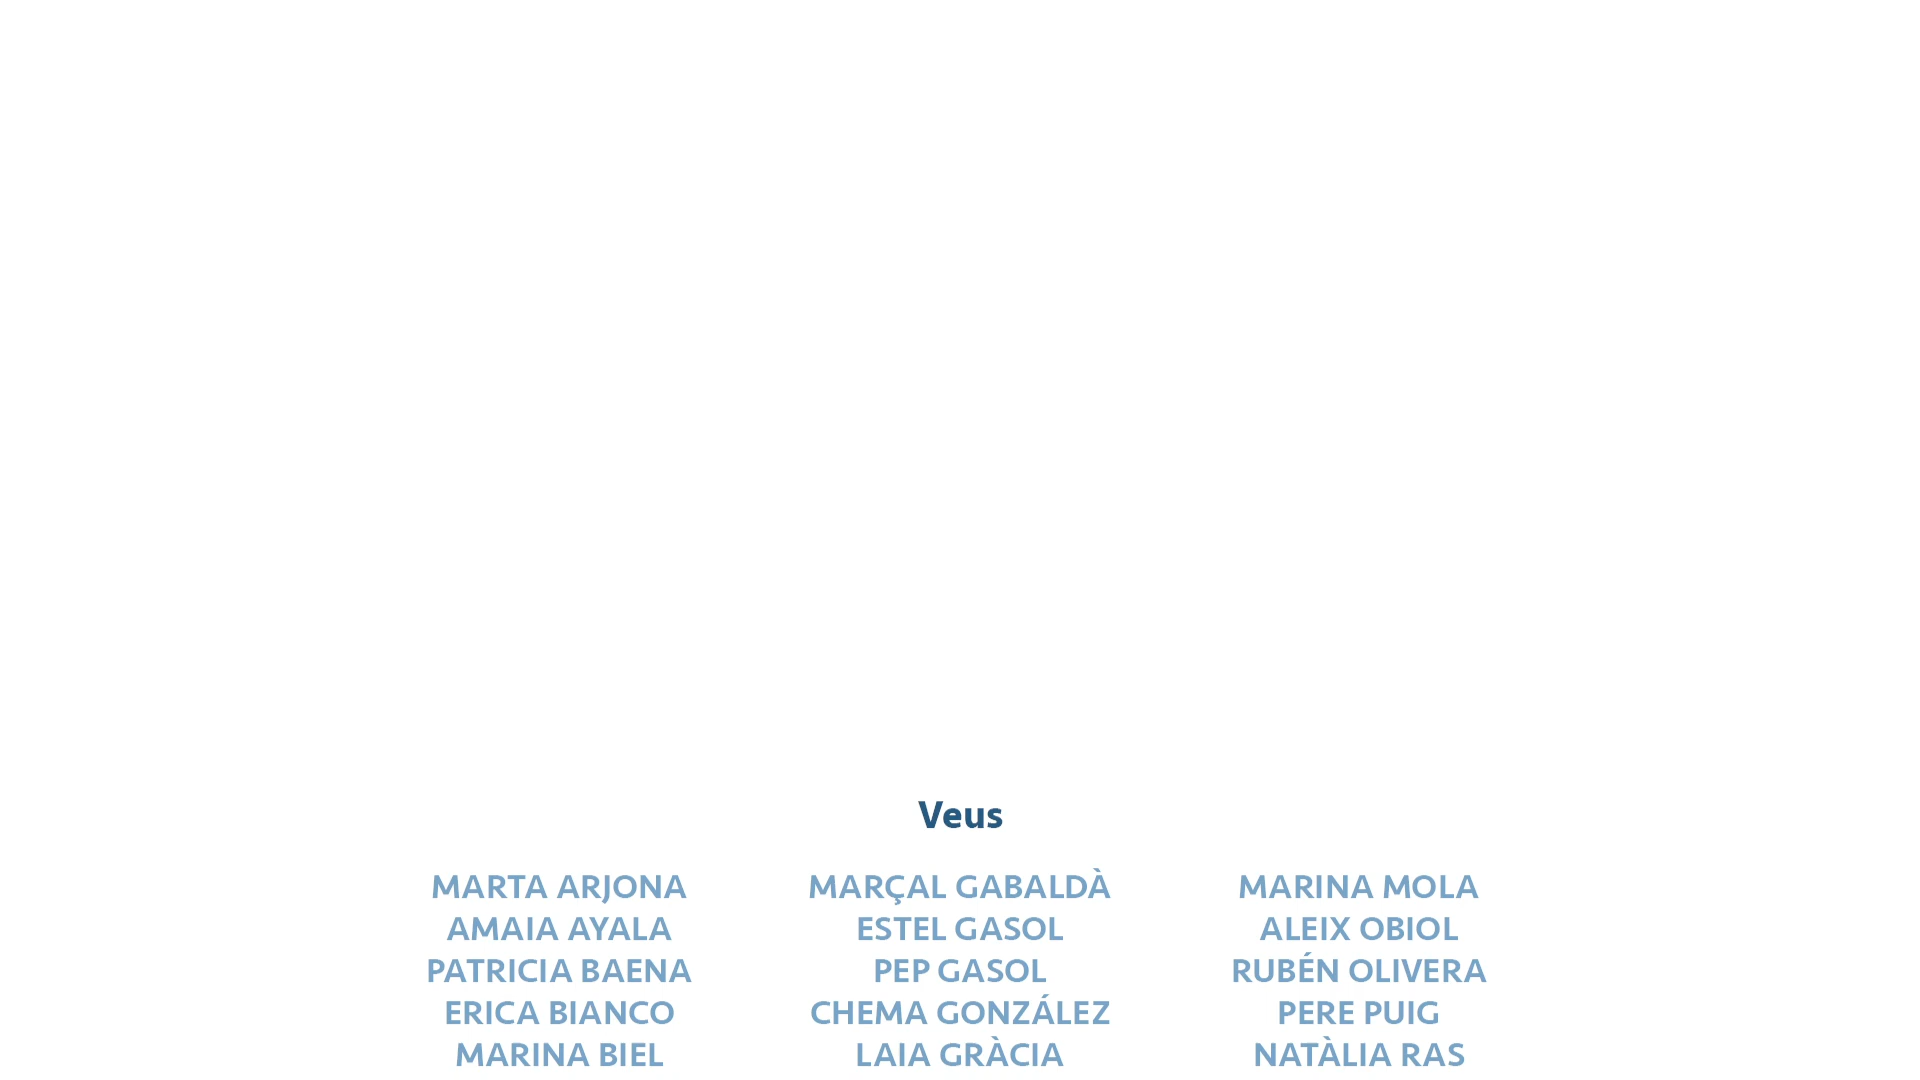 Veus
MARTA ARJONA
AMAIA AYALA
PATRICIA BAENA
ERICA BIANCO
MARINA BIEL
MARÇAL GABALDÀ
ESTEL GASOL
PEP GASOL
CHEMA GONZÁLEZ
LAIA GRÀCIA
MARINA MOLA
ALEIX OBIOL
RUBÉN OLIVERA
PERE PUIG
NATÀLIA RAS